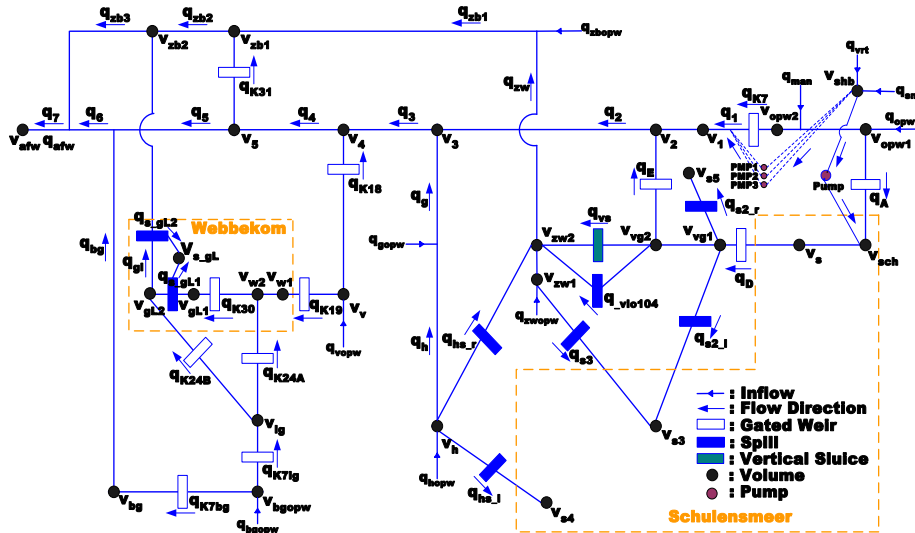 q_zb3 q_zb2 q_zb1
q_zbopw
v_zb2 v_zb1
q_vrt
v_shb
q_man q_sn
q_K31 q_zw
q_K7
q_7 q_6 q_5 q_4 q_3 q_2 q_1 v_opw2 q_opw
v_afw q_afw v_5 v_4 v_3 v_2 v_1 v_opw1
PMP1
PMP2
PMP3
Pump
q_K18 q_E v_s5 q_A
q_g q_s2_r
q_s_gL2 q_vs
Webbekom
q_bg q_gl v_s_gL q_gopw v_zw2 v_vg2 v_vg1 v_s v_sch
v_w2 v_w1 v_zw1 q_D
v_gL2 v_gL1 q_K30 q_K19 v_v q_vlo104
q_vopw q_h q_hs_r q_zwopw q_s3 q_s2_l
q_K24B q_K24A
v_lg
v_h v_s3
q_K7lg
q_hopw q_hs_l
v_bg q_K7bg v_bgopw
q_bgopw
v_s4
: Inflow
: Flow Direction
: Gated Weir
: Spill
: Vertical Sluice
: Volume
: Pump
Schulensmeer